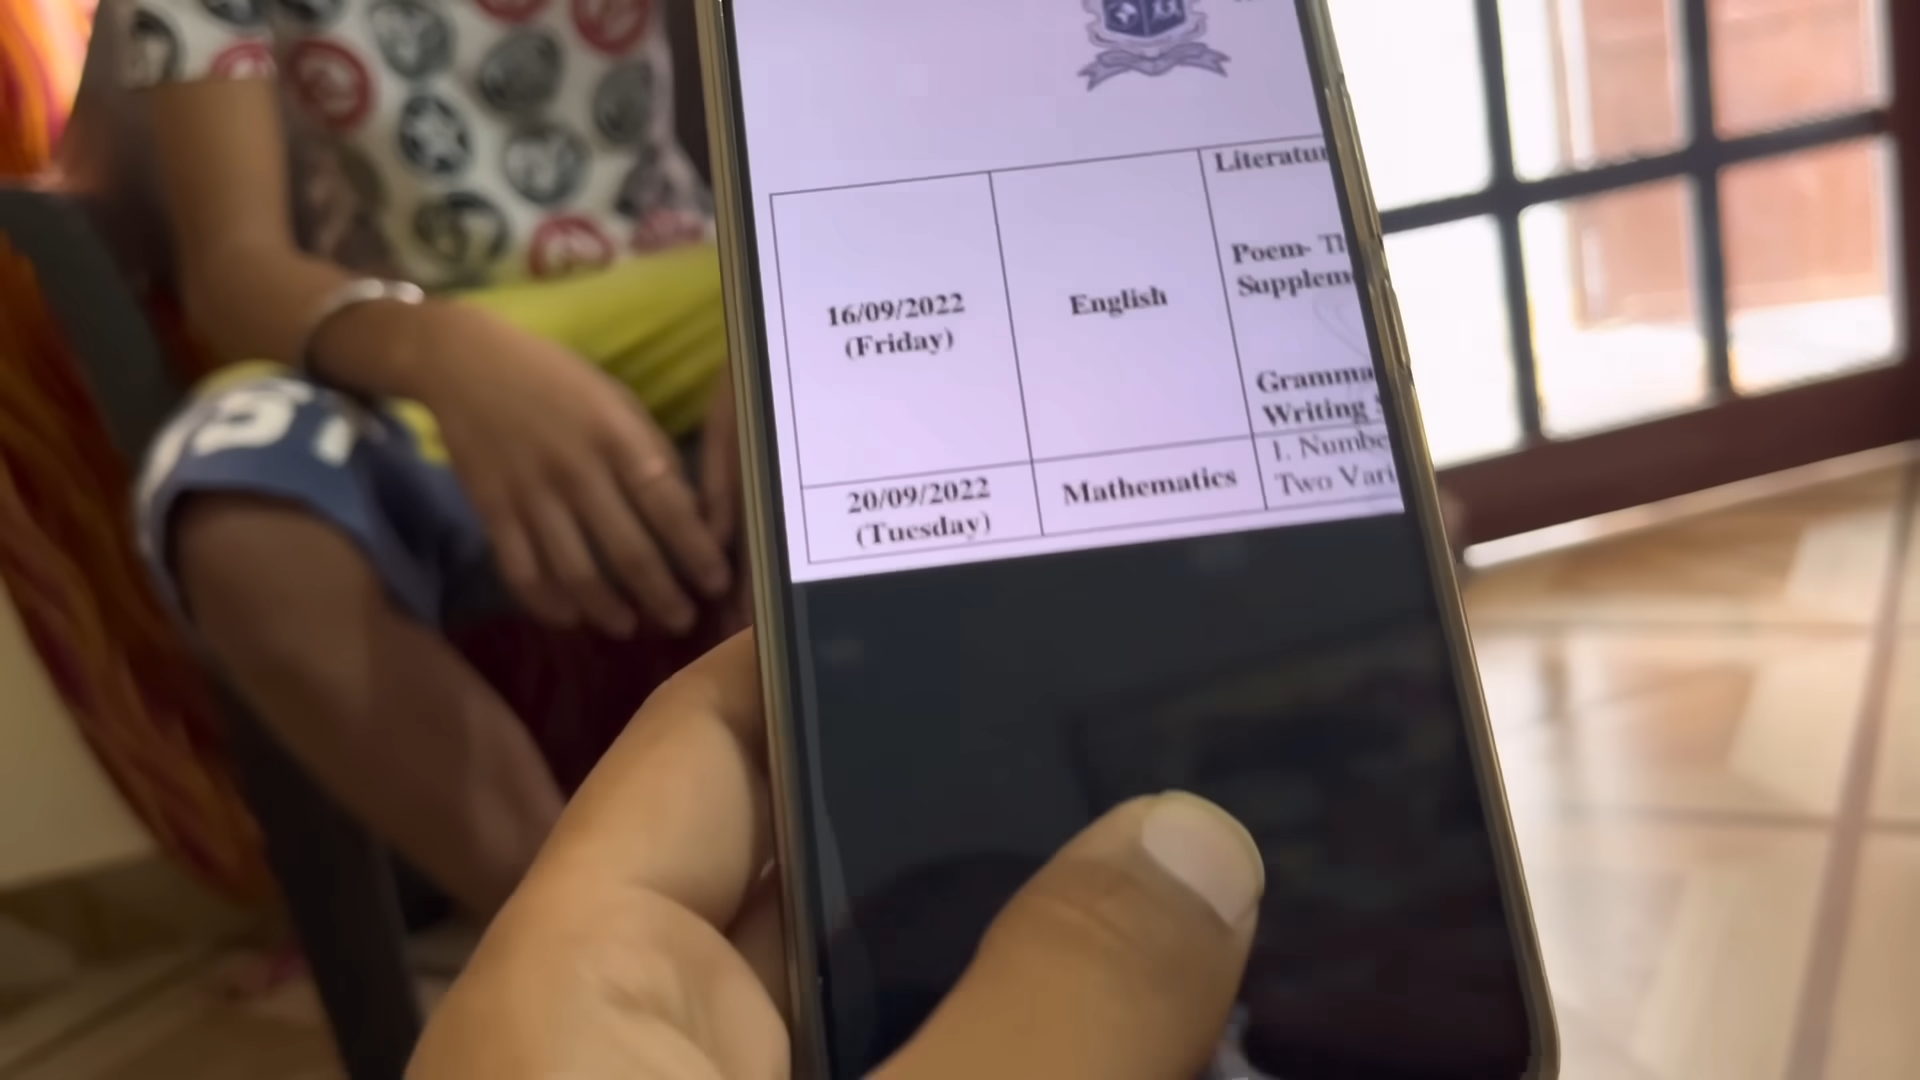 Literatu
16/09/2022
(Friday)
English
Poem- Th
Supplem
Gramma
Writing S
20/09/2022
(Tuesday)
Mathematics
1. Numbe
Two Vari
ST